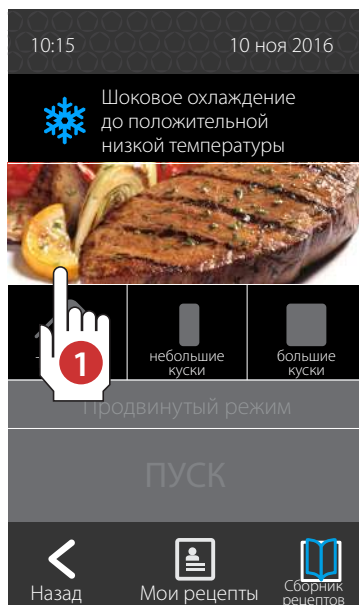 10:15 10 ноя 2016
Шоковое охлаждение
до положительной
низкой температуры
1
небольшие
куски
большие
куски
Продвинутый режим
ПУСК
Назад
Мои рецепты
Сборник
рецептов